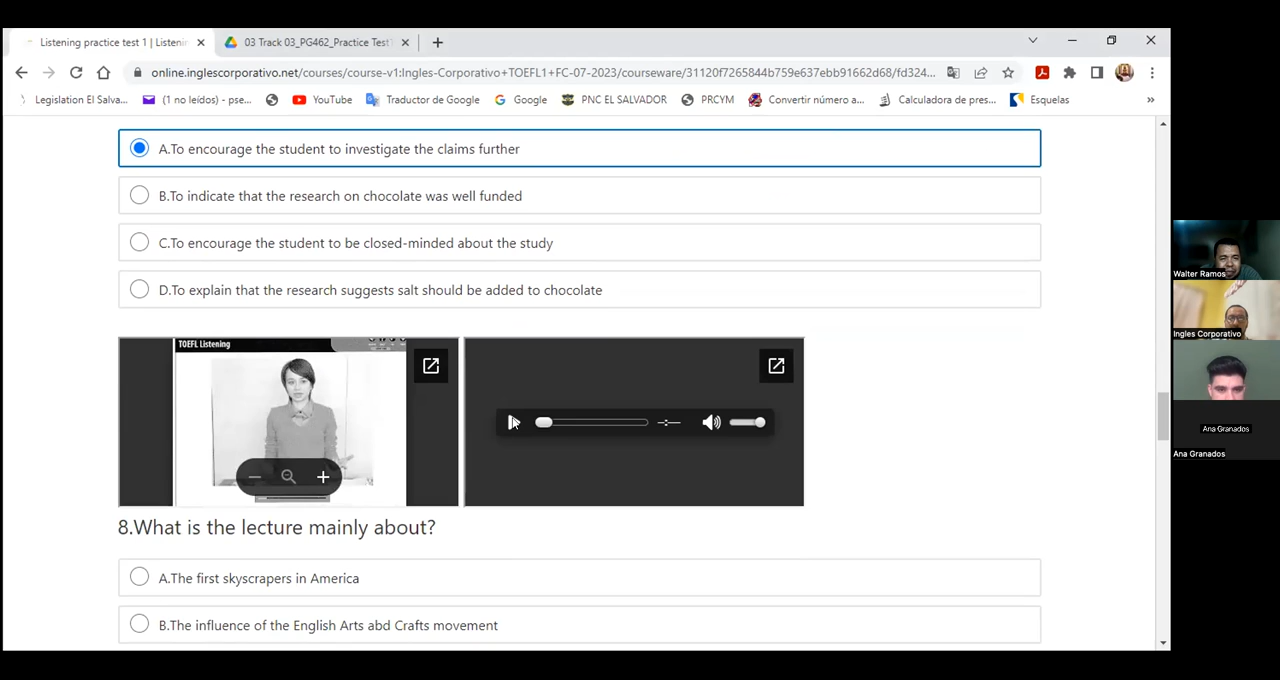 Listening practice test 1 | Listenin
03 Track 03_PG462_Practice Test
online.inglescorporativo.net/courses/course-v1:Ingles-Corporativo+TOEFL1+FC-07-2023/courseware/31120f7265844b759e637ebb91662d68/fd324...
Legislation El Salva...
(1 no leídos) - pse...
YouTube
Traductor de Google
Google
PNC EL SALVADOR
PRCYM
Convertir número a...
Calculadora de pres...
Esquelas
A.To encourage the student to investigate the claims further
B.To indicate that the research on chocolate was well funded
C.To encourage the student to be closed-minded about the study
D.To explain that the research suggests salt should be added to chocolate
TOEFL Listening
8.What is the lecture mainly about?
A.The first skyscrapers in America
B.The influence of the English Arts abd Crafts movement
Walter Ramos
Ingles Corporativo
Ana Granados
Ana Granados